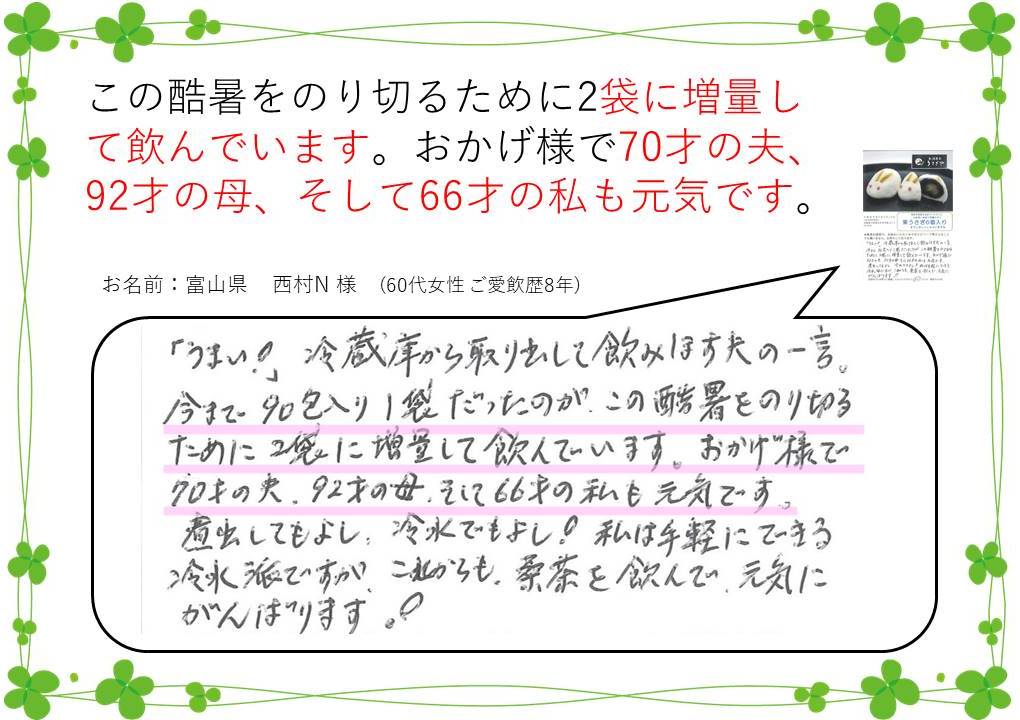 この酷暑をのり切るために2袋に増量し
て飲んでいます。おかげ様で70才の夫、
92才の母、そして66才の私も元気です。
お名前：富山県　西村N 様　(60代女性 ご愛飲歴8年)
「うまい!」 冷蔵庫から取り出して飲みほす夫の一言。
今まで 90包入り 1袋 だったのが、この酷暑をのり切る
ために 2袋に増量して飲んでいます。おかげ様で
70才の夫、92才の母、そして66才の私も元気です。
煮出してもよし、冷水でもよし! 私は手軽にできる
冷水派ですが、これからも、桑茶を飲んで、元気に
がんばります。!
栗うさぎ6個入り